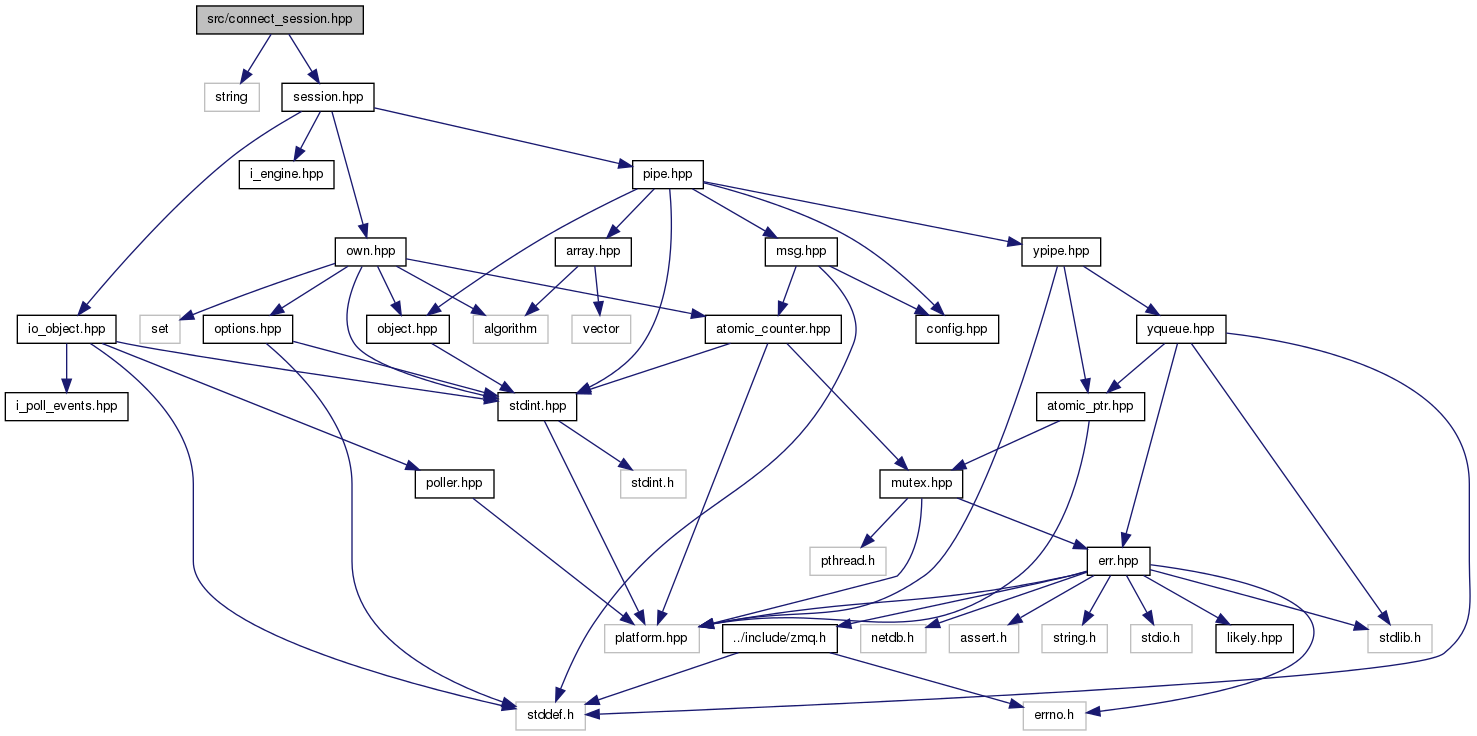 src/connect_session.hpp
string
session.hpp
i_engine.hpp
pipe.hpp
own.hpp
array.hpp
msg.hpp
ypipe.hpp
io_object.hpp
set
options.hpp
object.hpp
algorithm
vector
atomic_counter.hpp
config.hpp
yqueue.hpp
i_poll_events.hpp
stdint.hpp
atomic_ptr.hpp
poller.hpp
stdint.h
mutex.hpp
pthread.h
err.hpp
platform.hpp
../include/zmq.h
netdb.h
assert.h
string.h
stdio.h
likely.hpp
stdlib.h
stddef.h
errno.h